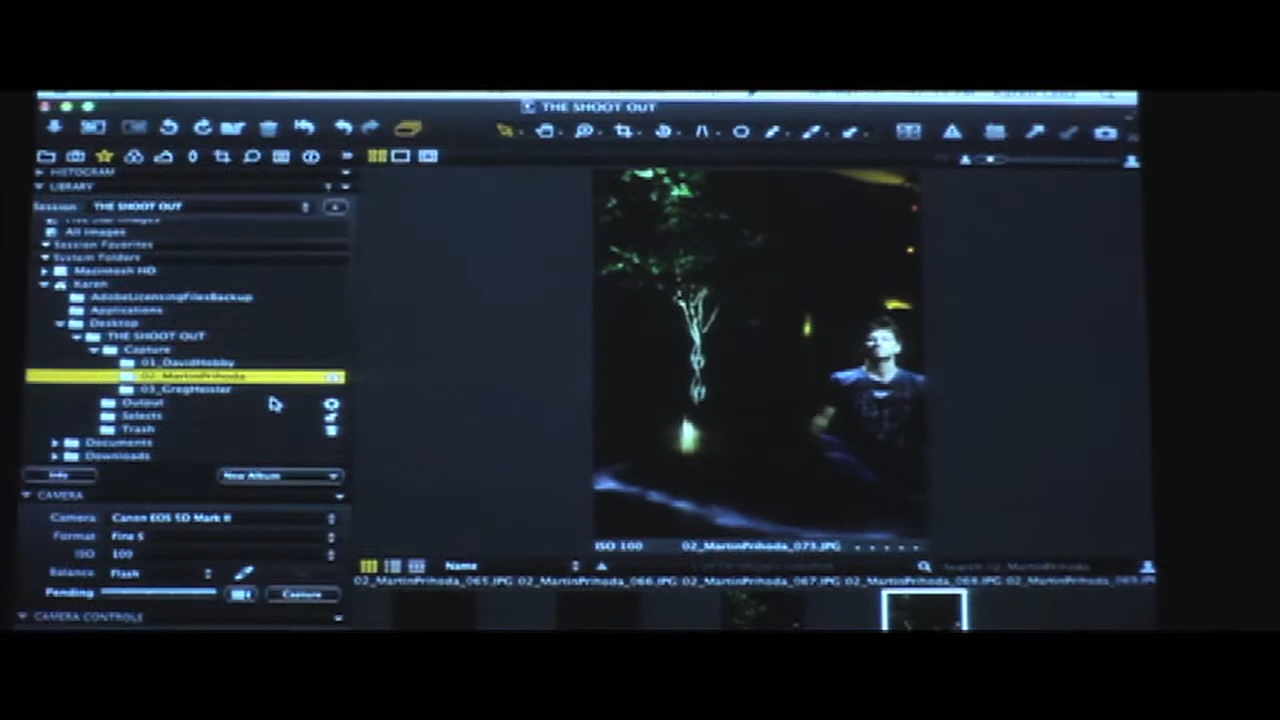 THE SHOOT OUT
HISTOGRAM
LIBRARY
Session THE SHOOT OUT
All Images
Session Favorites
System Folders
Macintosh HD
Karen
AdobeLicensingFilesBackup
Applications
Desktop
THE SHOOT OUT
Capture
01_DavidHobby
02_MartinPrihoda
03_GregHeisler
Output
Selects
Trash
Documents
Downloads
Info New Album
CAMERA
Camera Canon EOS 5D Mark II
Format Fine S
ISO 100
Balance Flash
Pending Capture
CAMERA CONTROLS
ISO 100 02_MartinPrihoda_073.JPG
Name Search 02_MartinPrihoda
02_MartinPrihoda_065.JPG 02_MartinPrihoda_066.JPG 02_MartinPrihoda_067.JPG 02_MartinPrihoda_068.JPG